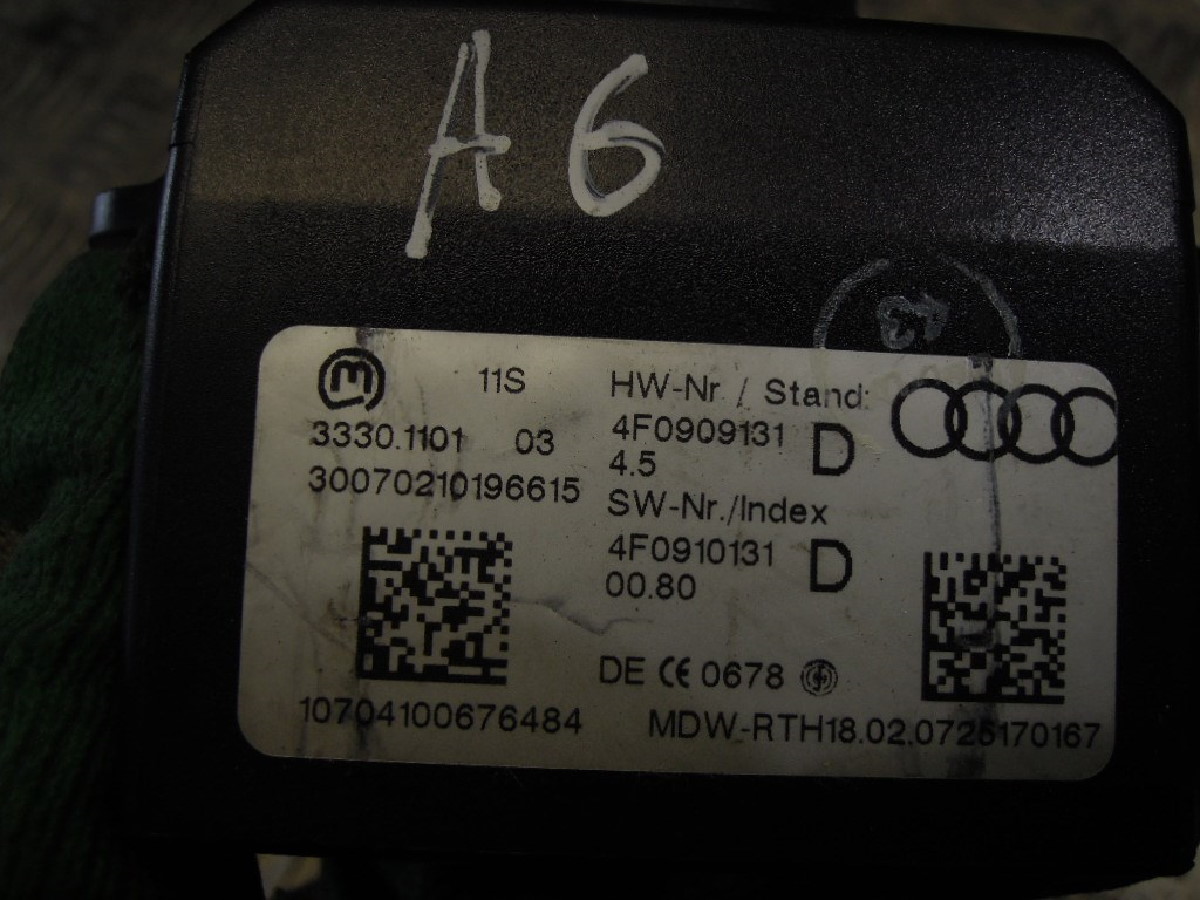 A6
M 11S
3330.1101 03
30070210196615
HW-Nr / Stand:
4F0909131 D
4.5
SW-Nr./Index
4F0910131 D
00.80
DE CE 0678
10704100676484
MDW-RTH18.02.0725170167